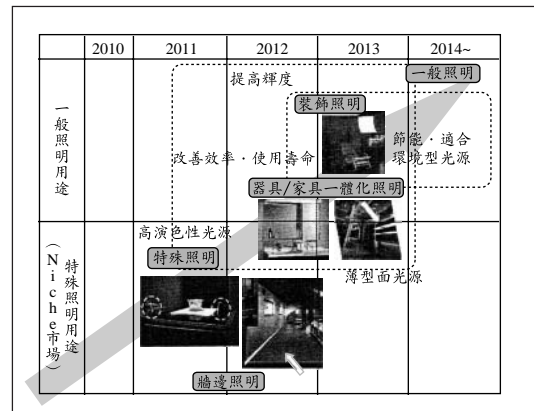 2010 2011 2012 2013 2014~
一般照明用途
一般照明
提高輝度
裝飾照明
改善效率·使用壽命
節能·適合
環境型光源
器具/家具一體化照明
特殊照明用途
(Niche市場)
高演色性光源
特殊照明
薄型面光源
牆邊照明